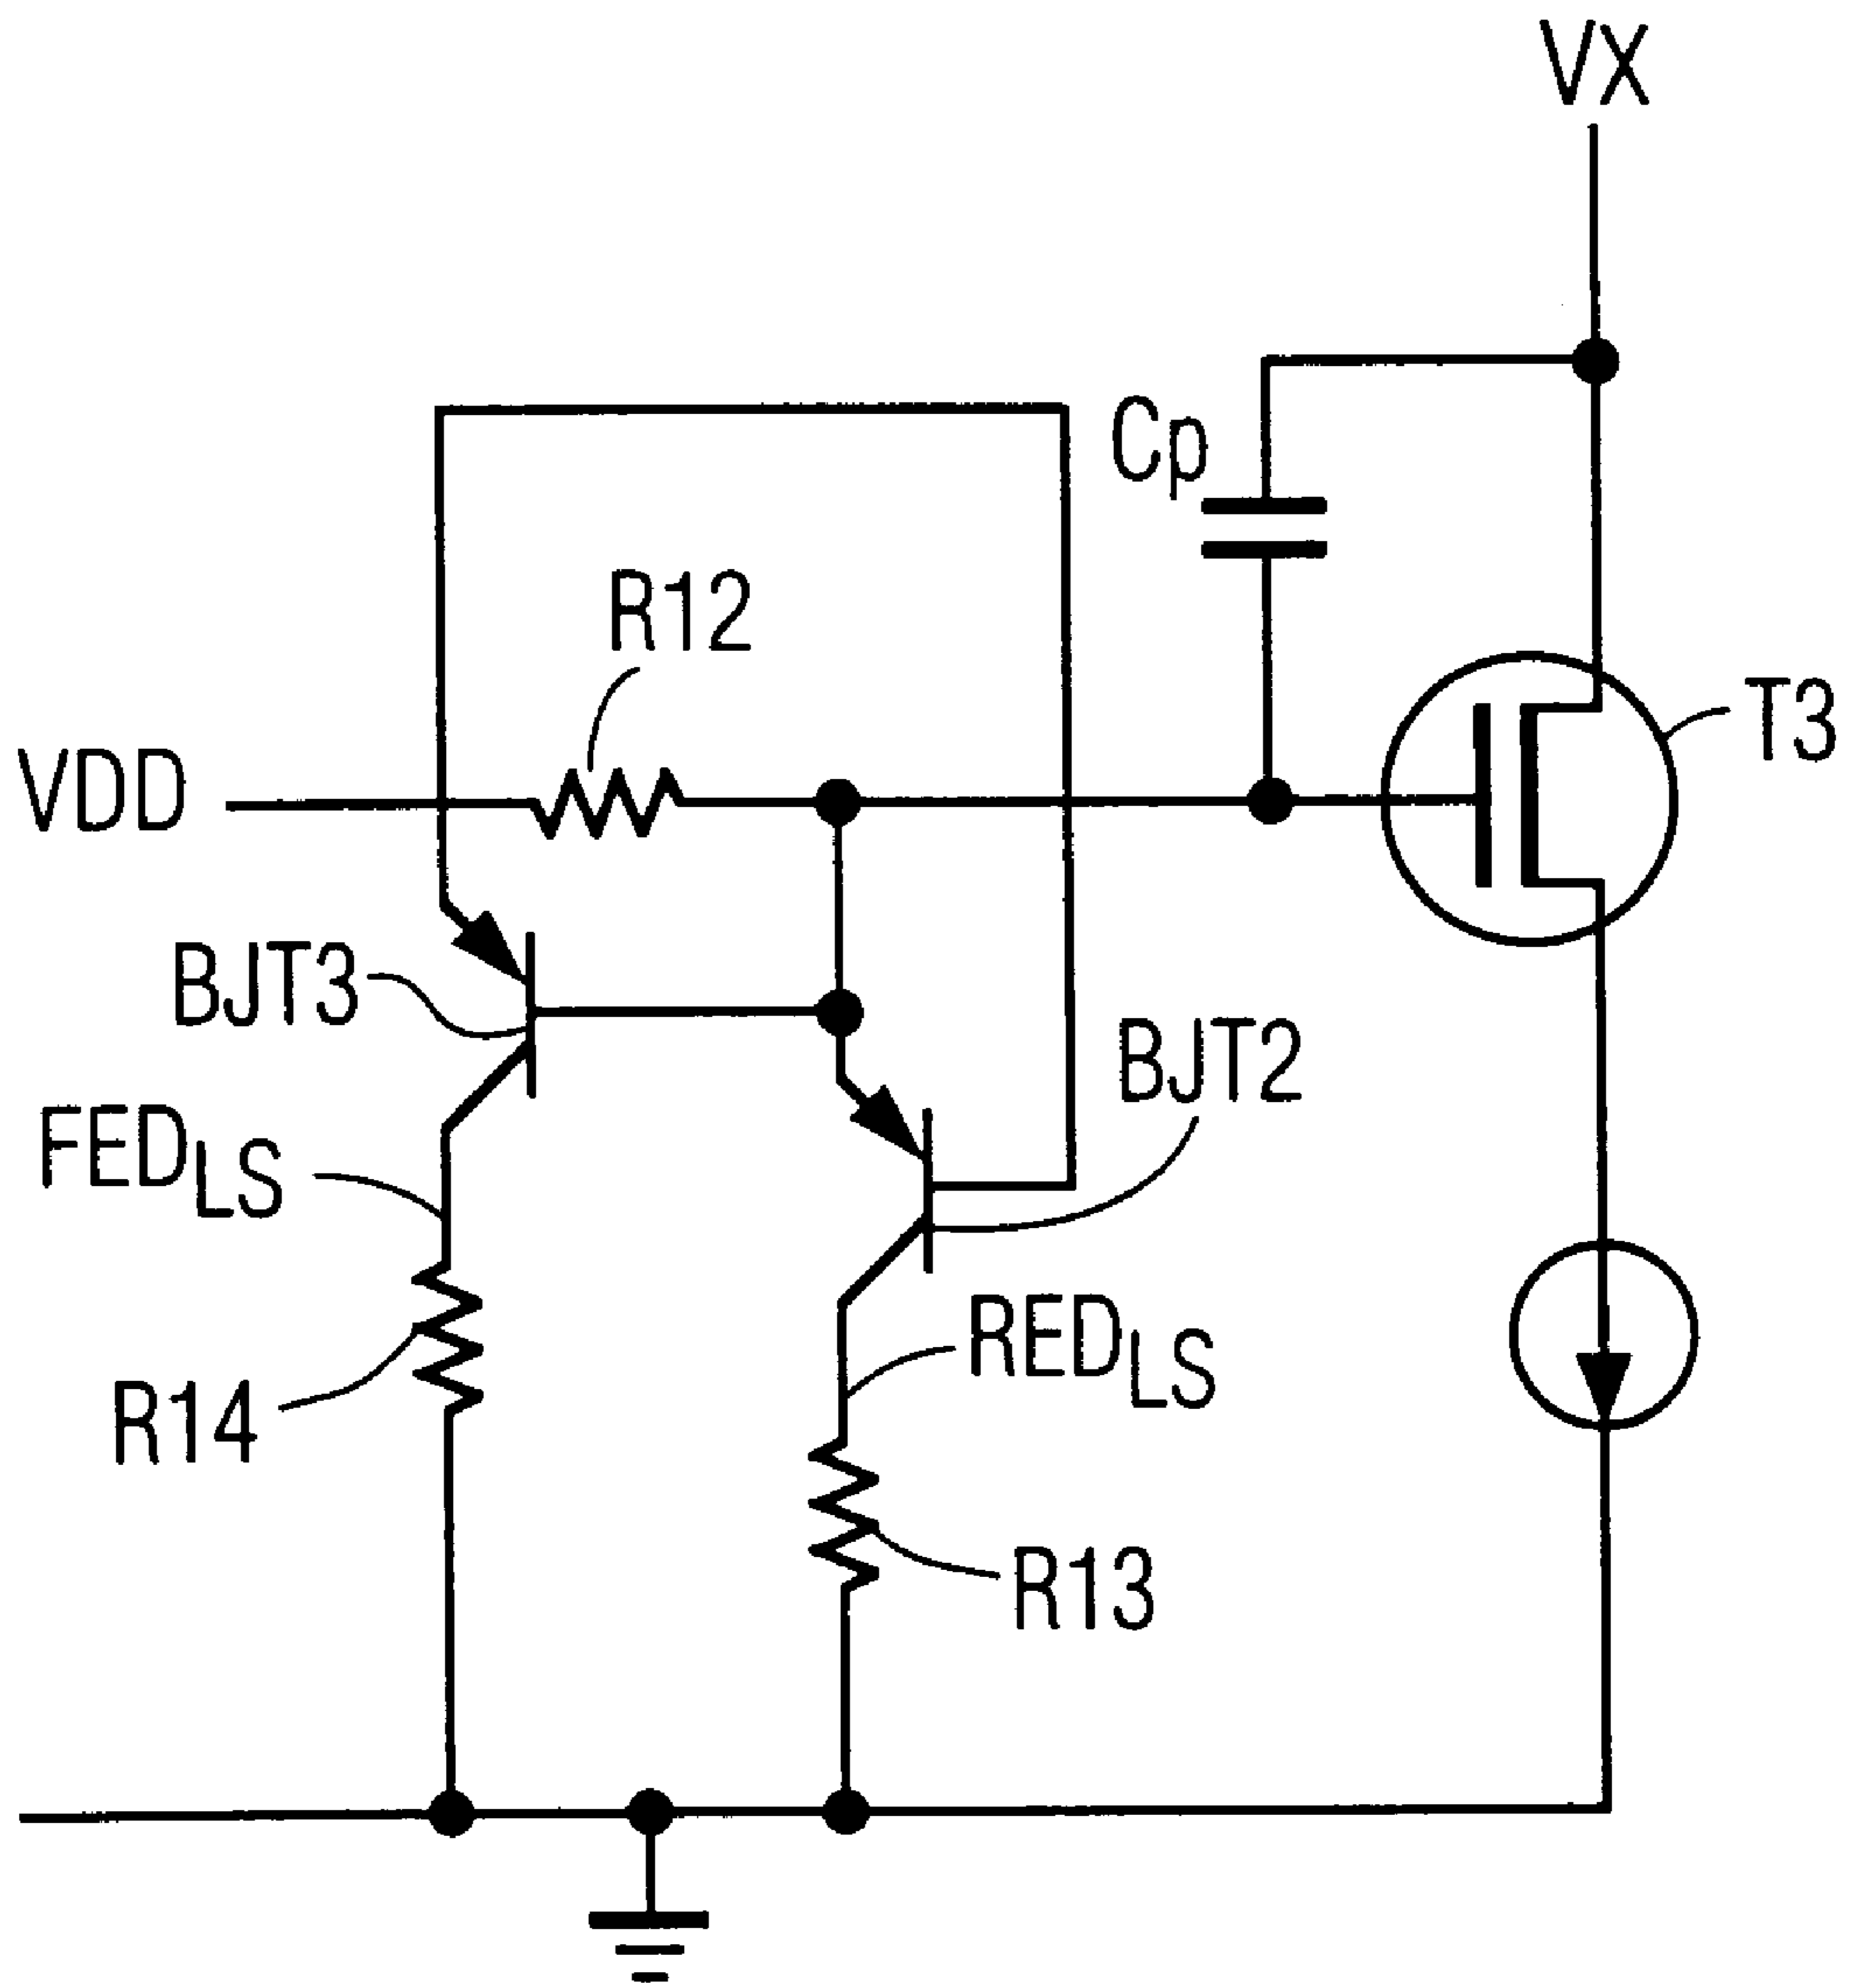 VX
Cp
R12
T3
VDD
BJT3
BJT2
FEDLS
REDLS
R14
R13